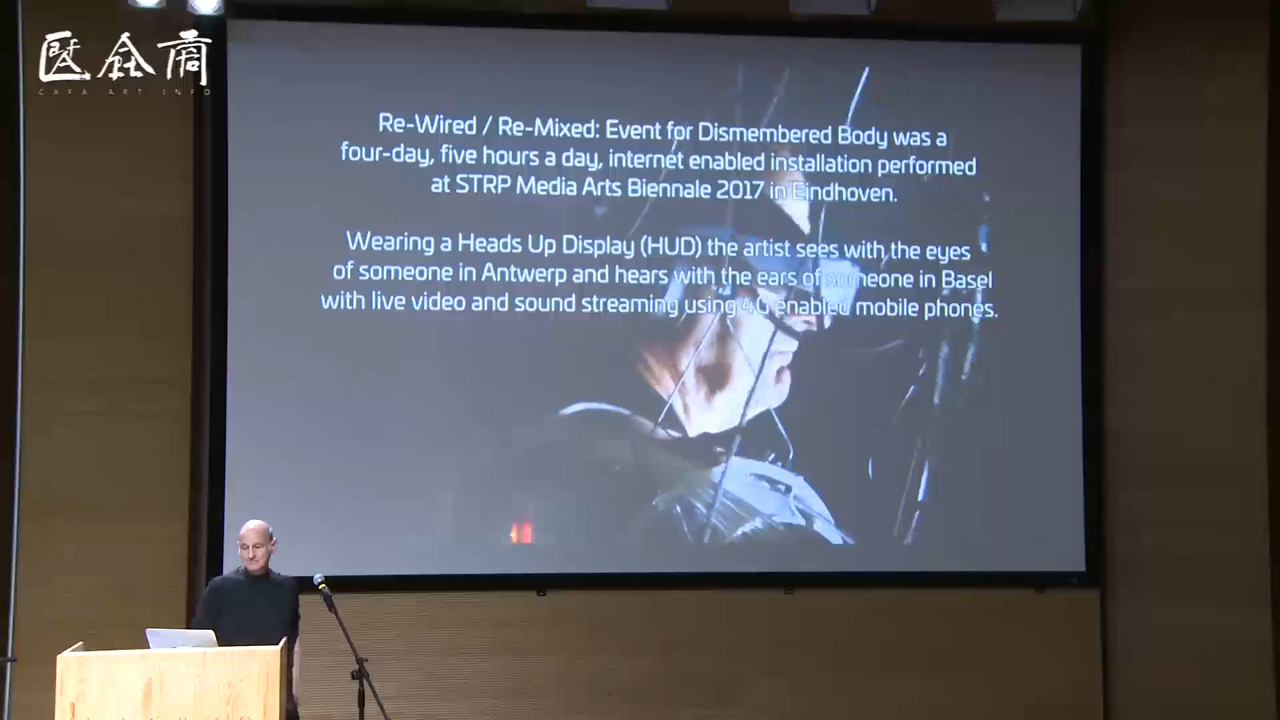 CAFA ART INFO
Re-Wired / Re-Mixed: Event for Dismembered Body was a
four-day, five hours a day, internet enabled installation performed
at STRP Media Arts Biennale 2017 in Eindhoven.
Wearing a Heads Up Display (HUD) the artist sees with the eyes
of someone in Antwerp and hears with the ears of someone in Basel
with live video and sound streaming using 4G enabled mobile phones.